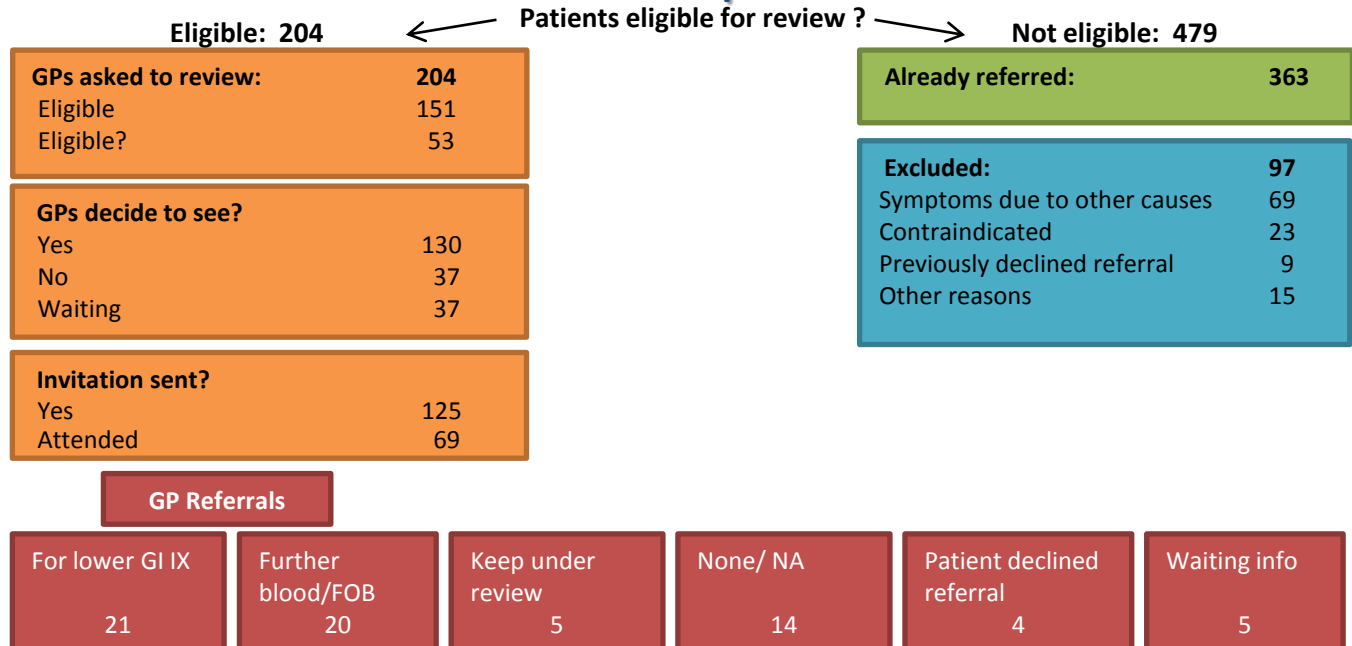 Patients eligible for review ?
Eligible: 204
Not eligible: 479
GPs asked to review: 204
Eligible 151
Eligible? 53
GPs decide to see?
Yes 130
No 37
Waiting 37
Invitation sent?
Yes 125
Attended 69
Already referred: 363
Excluded: 97
Symptoms due to other causes 69
Contraindicated 23
Previously declined referral 9
Other reasons 15
GP Referrals
For lower GI IX
21
Further
blood/FOB
20
Keep under
review
5
None/ NA
14
Patient declined
referral
4
Waiting info
5